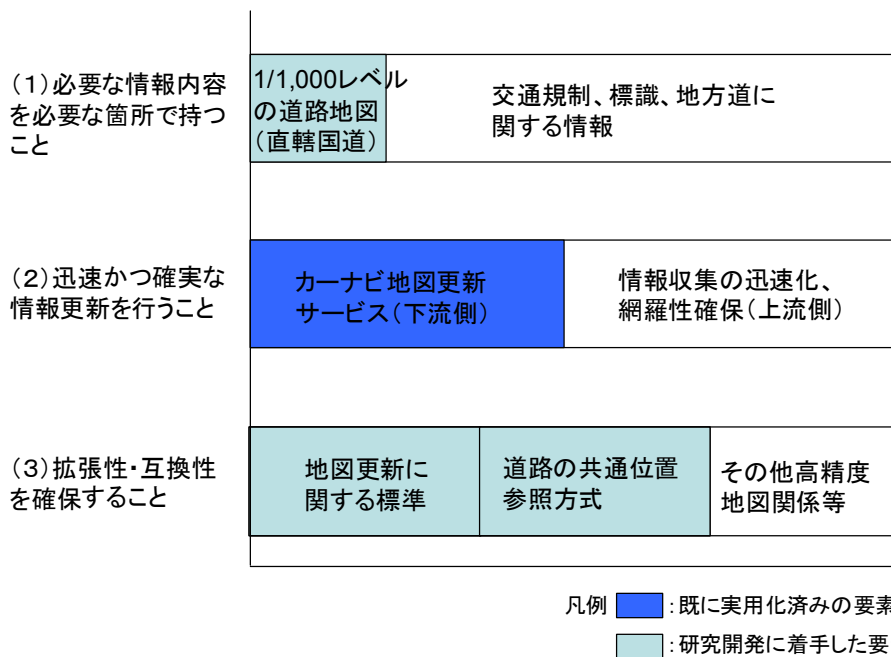 (1)必要な情報内容
を必要な箇所で持つ
こと
1/1,000レベル
の道路地図
(直轄国道)
交通規制、標識、地方道に
関する情報
(2)迅速かつ確実な
情報更新を行うこと
カーナビ地図更新
サービス(下流側)
情報収集の迅速化、
網羅性確保(上流側)
(3)拡張性・互換性
を確保すること
地図更新に
関する標準
道路の共通位置
参照方式
その他高精度
地図関係等
凡例 :既に実用化済みの要素
:研究開発に着手した要